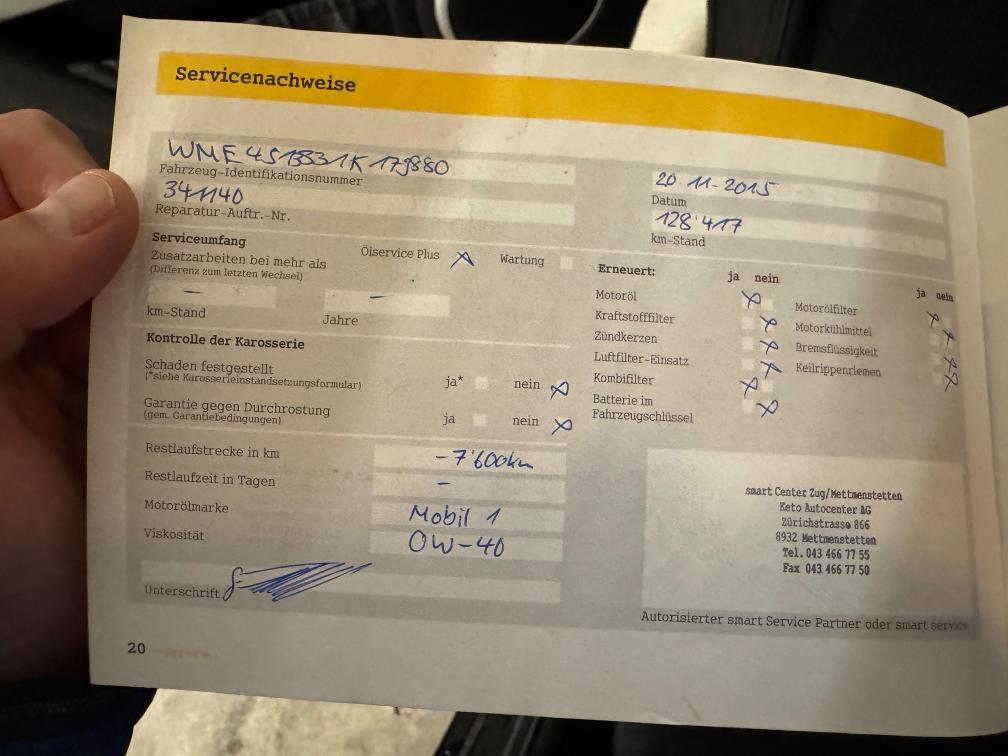 Servicenachweise
WME4513331K179880
Fahrzeug-Identifikationsnummer
341140
Reparatur-Auftr.-Nr.
20 11-2015
Datum
128'417
km-Stand
Serviceumfang
Ölservice Plus X Wartung
Zusatzarbeiten bei mehr als
(Differenz zum letzten Wechsel)
– –
km-Stand Jahre
Kontrolle der Karosserie
Schaden festgestellt ja* nein X
(*siehe Karosserieinstandsetzungsformular)
Garantie gegen Durchrostung ja nein X
(gem. Garantiebedingungen)
Restlaufstrecke in km -7'600km
Restlaufzeit in Tagen –
Motorölmarke Mobil 1
Viskosität 0W-40
Unterschrift
Erneuert: ja nein
Motoröl X
Kraftstofffilter X
Zündkerzen X
Luftfilter-Einsatz X
Kombifilter X
Batterie im X
Fahrzeugschlüssel
ja nein
Motorölfilter X
Motorkühlmittel X
Bremsflüssigkeit X
Keilrippenriemen X
smart Center Zug/Mettmenstetten
Keto Autocenter AG
Zürichstrasse 866
8932 Mettmenstetten
Tel. 043 466 77 55
Fax 043 466 77 50
Autorisierter smart Service Partner oder smart service
20